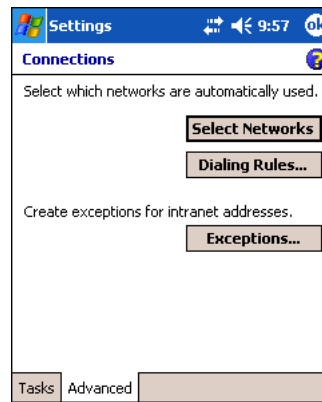 Settings 9:57 ok
Connections ?
Select which networks are automatically used.
Select Networks
Dialing Rules...
Create exceptions for intranet addresses.
Exceptions...
Tasks Advanced